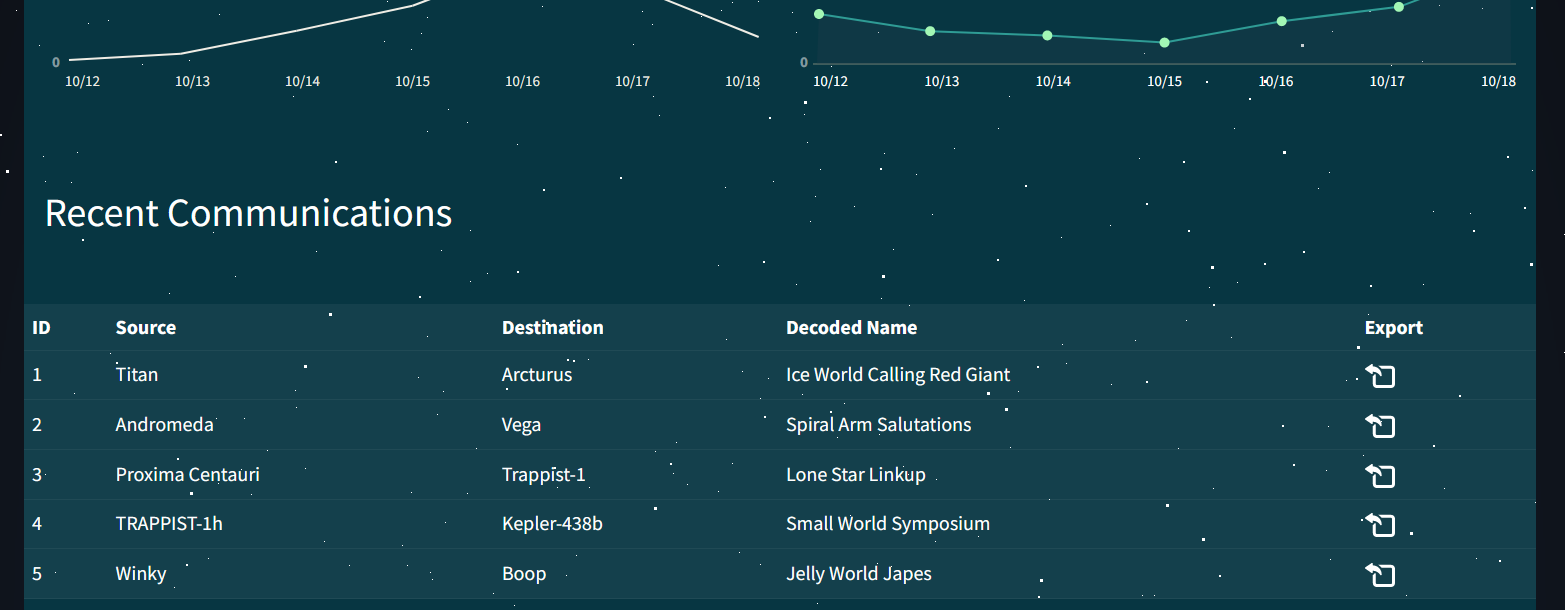 0 0
10/12 10/13 10/14 10/15 10/16 10/17 10/18 10/12 10/13 10/14 10/15 10/16 10/17 10/18
Recent Communications
ID Source Destination Decoded Name Export
1 Titan Arcturus Ice World Calling Red Giant
2 Andromeda Vega Spiral Arm Salutations
3 Proxima Centauri Trappist-1 Lone Star Linkup
4 TRAPPIST-1h Kepler-438b Small World Symposium
5 Winky Boop Jelly World Japes